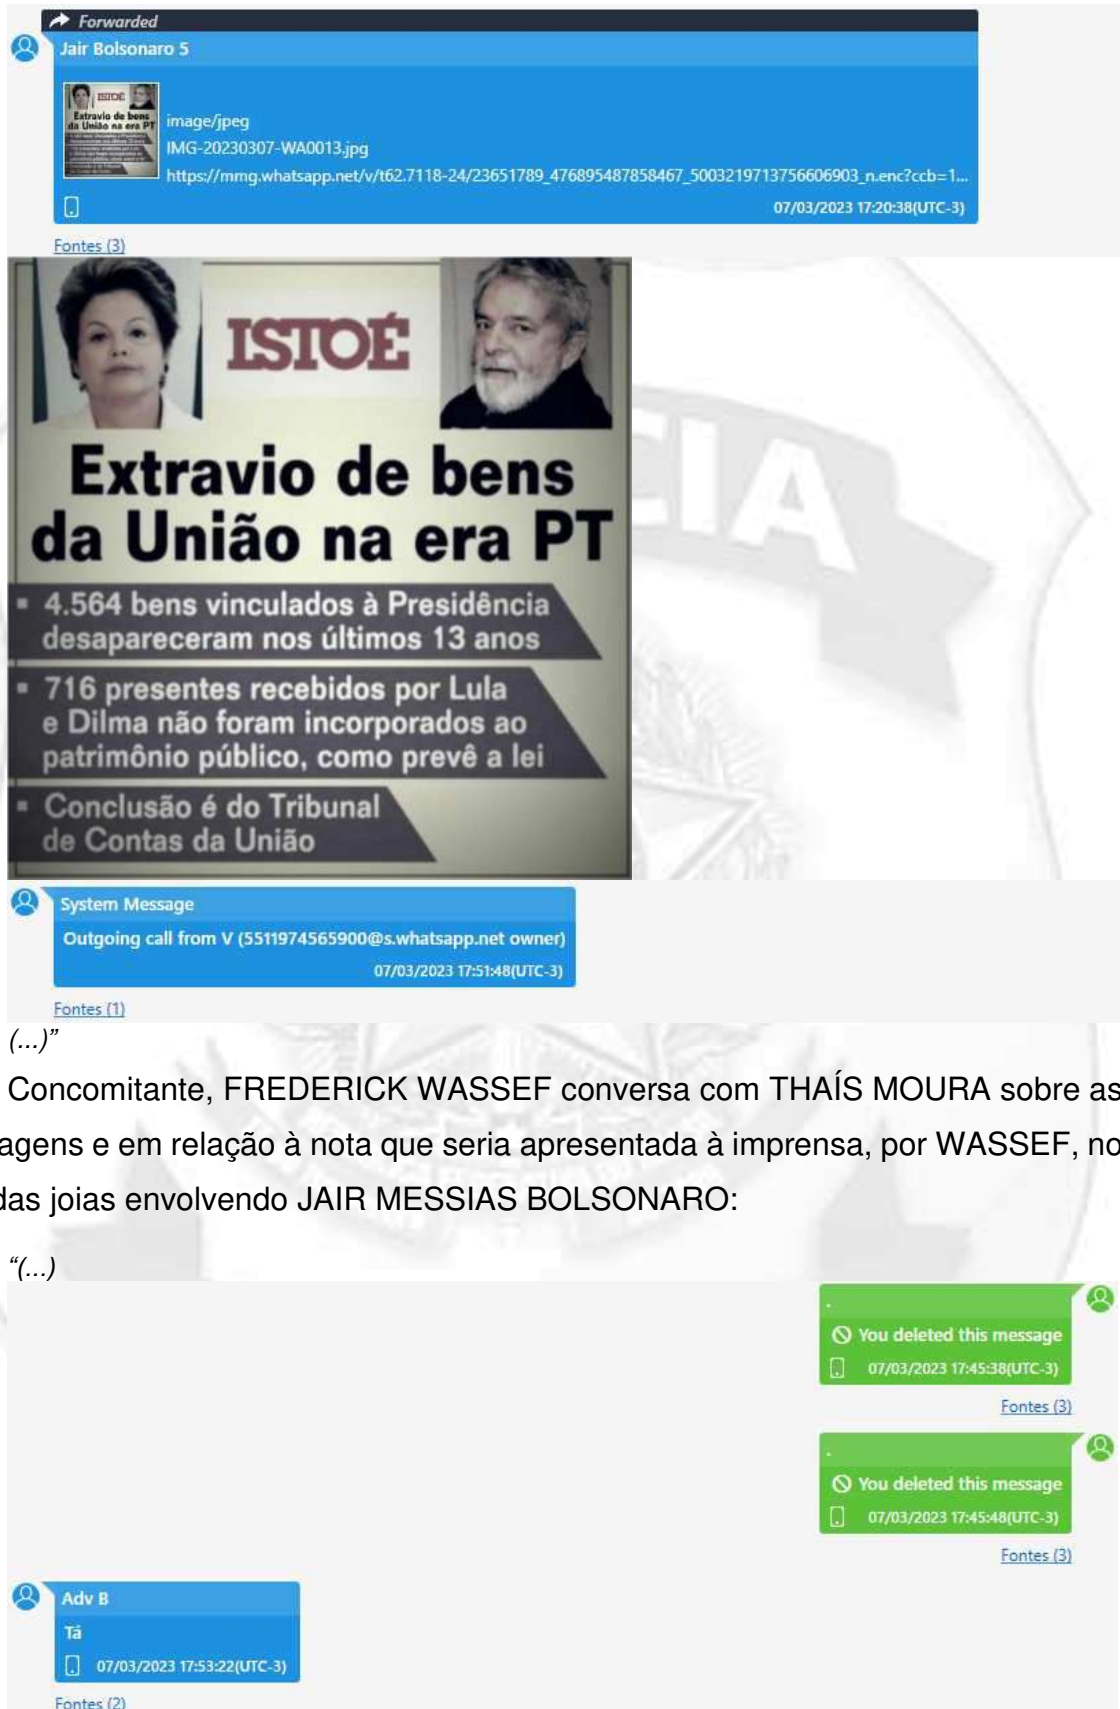 Forwarded
Jair Bolsonaro 5
ISTOÉ
Extravio de bens
da União na era PT
image/jpeg
IMG-20230307-WA0013.jpg
https://mmg.whatsapp.net/v/t62.7118-24/23651789_476895487858467_5003219713756606903_n.enc?ccb=1...
07/03/2023 17:20:38(UTC-3)
Fontes (3)
ISTOÉ
Extravio de bens
da União na era PT
4.564 bens vinculados à Presidência
desapareceram nos últimos 13 anos
716 presentes recebidos por Lula
e Dilma não foram incorporados ao
patrimônio público, como prevê a lei
Conclusão é do Tribunal
de Contas da União
CIA
System Message
Outgoing call from V (5511974565900@s.whatsapp.net owner)
07/03/2023 17:51:48(UTC-3)
Fontes (1)
(...)”
Concomitante, FREDERICK WASSEF conversa com THAÍS MOURA sobre as
agens e em relação à nota que seria apresentada à imprensa, por WASSEF, no
das joias envolvendo JAIR MESSIAS BOLSONARO:
“(...)
.
You deleted this message
07/03/2023 17:45:38(UTC-3)
Fontes (3)
.
You deleted this message
07/03/2023 17:45:48(UTC-3)
Fontes (3)
Adv B
Tá
07/03/2023 17:53:22(UTC-3)
Fontes (2)